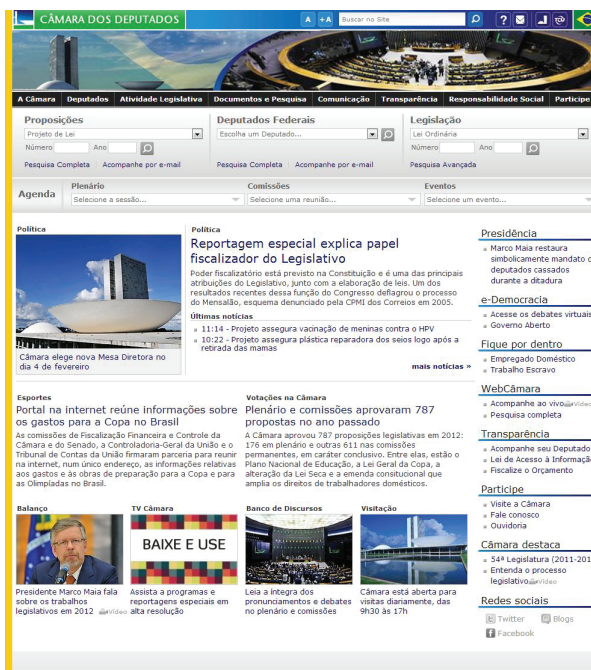 CÂMARA DOS DEPUTADOS
A +A Buscar no Site
A Câmara Deputados Atividade Legislativa Documentos e Pesquisa Comunicação Transparência Responsabilidade Social Participe
Proposições
Projeto de Lei
Número Ano
Pesquisa Completa Acompanhe por e-mail
Deputados Federais
Escolha um Deputado...
Pesquisa Completa Acompanhe por e-mail
Legislação
Lei Ordinária
Número Ano
Pesquisa Avançada
Agenda
Plenário
Selecione a sessão...
Comissões
Selecione uma reunião...
Eventos
Selecione um evento...
Política
Câmara elege nova Mesa Diretora no
dia 4 de fevereiro
Política
Reportagem especial explica papel
fiscalizador do Legislativo
Poder fiscalizatório está previsto na Constituição e é uma das principais
atribuições do Legislativo, junto com a elaboração de leis. Um dos
resultados recentes dessa função do Congresso deflagrou o processo
do Mensalão, esquema denunciado pela CPMI dos Correios em 2005.
Últimas notícias
11:14 - Projeto assegura vacinação de meninas contra o HPV
10:22 - Projeto assegura plástica reparadora dos seios logo após a
retirada das mamas
mais notícias »
Esportes
Portal na internet reúne informações sobre
os gastos para a Copa no Brasil
As comissões de Fiscalização Financeira e Controle da
Câmara e do Senado, a Controladoria-Geral da União e o
Tribunal de Contas da União firmaram parceria para reunir
na internet, num único endereço, as informações relativas
aos gastos e às obras de preparação para a Copa e para
as Olimpíadas no Brasil.
Votações na Câmara
Plenário e comissões aprovaram 787
propostas no ano passado
A Câmara aprovou 787 proposições legislativas em 2012:
176 em plenário e outras 611 nas comissões
permanentes, em caráter conclusivo. Entre elas, estão o
Plano Nacional de Educação, a Lei Geral da Copa, a
alteração da Lei Seca e a emenda consitucional que
amplia os direitos de trabalhadores domésticos.
Balanço
Presidente Marco Maia fala
sobre os trabalhos
legislativos em 2012 Vídeo
TV Câmara
BAIXE E USE
Assista a programas e
reportagens especiais em
alta resolução
Banco de Discursos
Leia a íntegra dos
pronunciamentos e debates
no plenário e comissões
Visitação
Câmara está aberta para
visitas diariamente, das
9h30 às 17h
Presidência
Marco Maia restaura
simbolicamente mandato d
deputados cassados
durante a ditadura
e-Democracia
Acesse os debates virtuais
Governo Aberto
Fique por dentro
Empregado Doméstico
Trabalho Escravo
WebCâmara
Acompanhe ao vivo Vídeo
Pesquisa completa
Transparência
Acompanhe seu Deputado
Lei de Acesso à Informaçã
Fiscalize o Orçamento
Participe
Visite a Câmara
Fale conosco
Ouvidoria
Câmara destaca
54ª Legislatura (2011-201
Entenda o processo
legislativo Vídeo
Redes sociais
Twitter Blogs
Facebook